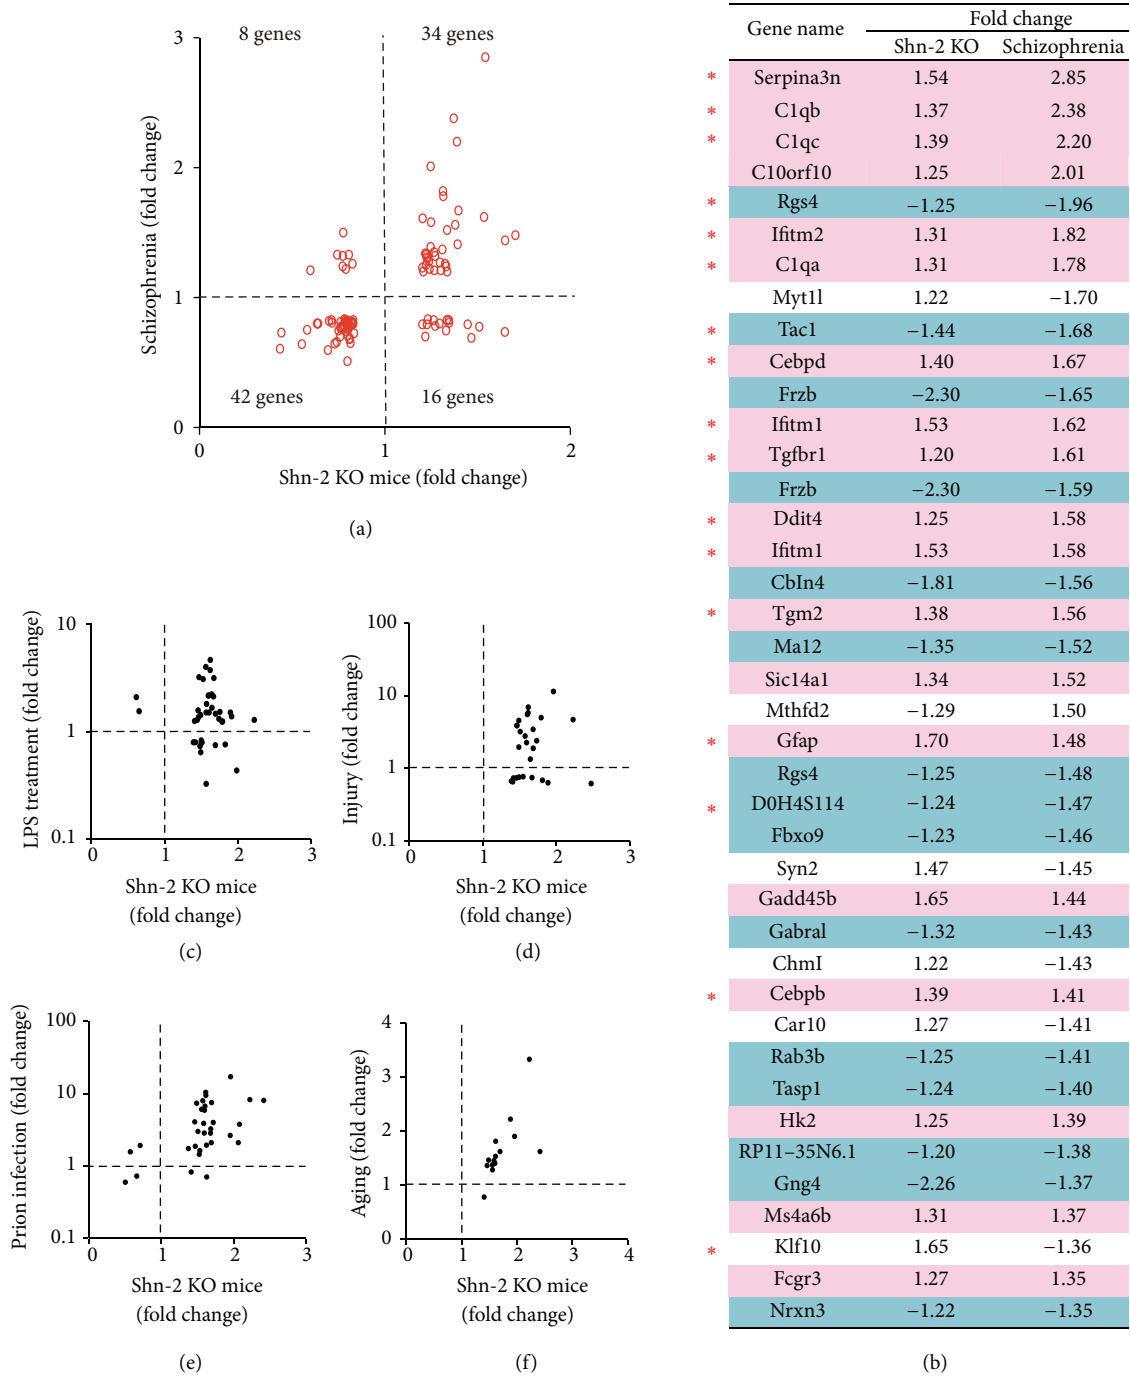 8 genes
34 genes
3
2
1
0
Schizophrenia (fold change)
42 genes
16 genes
0
1
2
Shn-2 KO mice (fold change)
(a)
10
1
0.1
LPS treatment (fold change)
0
1
2
3
Shn-2 KO mice
(fold change)
(c)
100
10
1
0.1
Injury (fold change)
0
1
2
3
Shn-2 KO mice
(fold change)
(d)
100
10
1
0.1
Prion infection (fold change)
0
1
2
3
Shn-2 KO mice
(fold change)
(e)
4
3
2
1
0
Aging (fold change)
0
1
2
3
4
Shn-2 KO mice
(fold change)
(f)
Gene name Fold change
Shn-2 KO Schizophrenia
* Serpina3n 1.54 2.85
* C1qb 1.37 2.38
* C1qc 1.39 2.20
C10orf10 1.25 2.01
* Rgs4 −1.25 −1.96
* Ifitm2 1.31 1.82
* C1qa 1.31 1.78
Myt1l 1.22 −1.70
* Tac1 −1.44 −1.68
* Cebpd 1.40 1.67
Frzb −2.30 −1.65
* Ifitm1 1.53 1.62
* Tgfbr1 1.20 1.61
Frzb −2.30 −1.59
* Ddit4 1.25 1.58
* Ifitm1 1.53 1.58
CbIn4 −1.81 −1.56
* Tgm2 1.38 1.56
Ma12 −1.35 −1.52
Sic14a1 1.34 1.52
Mthfd2 −1.29 1.50
* Gfap 1.70 1.48
Rgs4 −1.25 −1.48
* D0H4S114 −1.24 −1.47
Fbxo9 −1.23 −1.46
Syn2 1.47 −1.45
Gadd45b 1.65 1.44
Gabral −1.32 −1.43
ChmI 1.22 −1.43
* Cebpb 1.39 1.41
Car10 1.27 −1.41
Rab3b −1.25 −1.41
Tasp1 −1.24 −1.40
Hk2 1.25 1.39
RP11–35N6.1 −1.20 −1.38
Gng4 −2.26 −1.37
Ms4a6b 1.31 1.37
* Klf10 1.65 −1.36
Fcgr3 1.27 1.35
Nrxn3 −1.22 −1.35
(b)